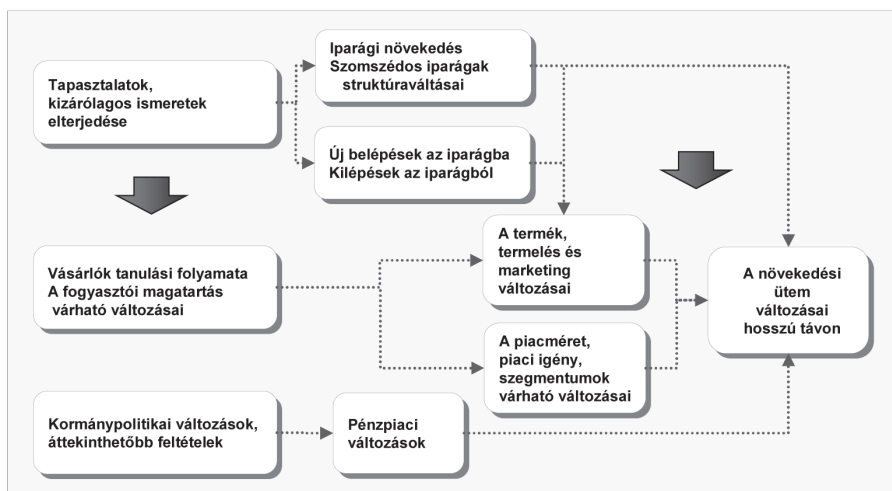 Tapasztalatok,
kizárólagos ismeretek
elterjedése
Iparági növekedés
Szomszédos iparágak
struktúraváltásai
Új belépések az iparágba
Kilépések az iparágból
Vásárlók tanulási folyamata
A fogyasztói magatartás
várható változásai
A termék,
termelés és
marketing
változásai
A piacméret,
piaci igény,
szegmentumok
várható változásai
A növekedési
ütem
változásai
hosszú távon
Kormánypolitikai változások,
áttekinthetőbb feltételek
Pénzpiaci
változások